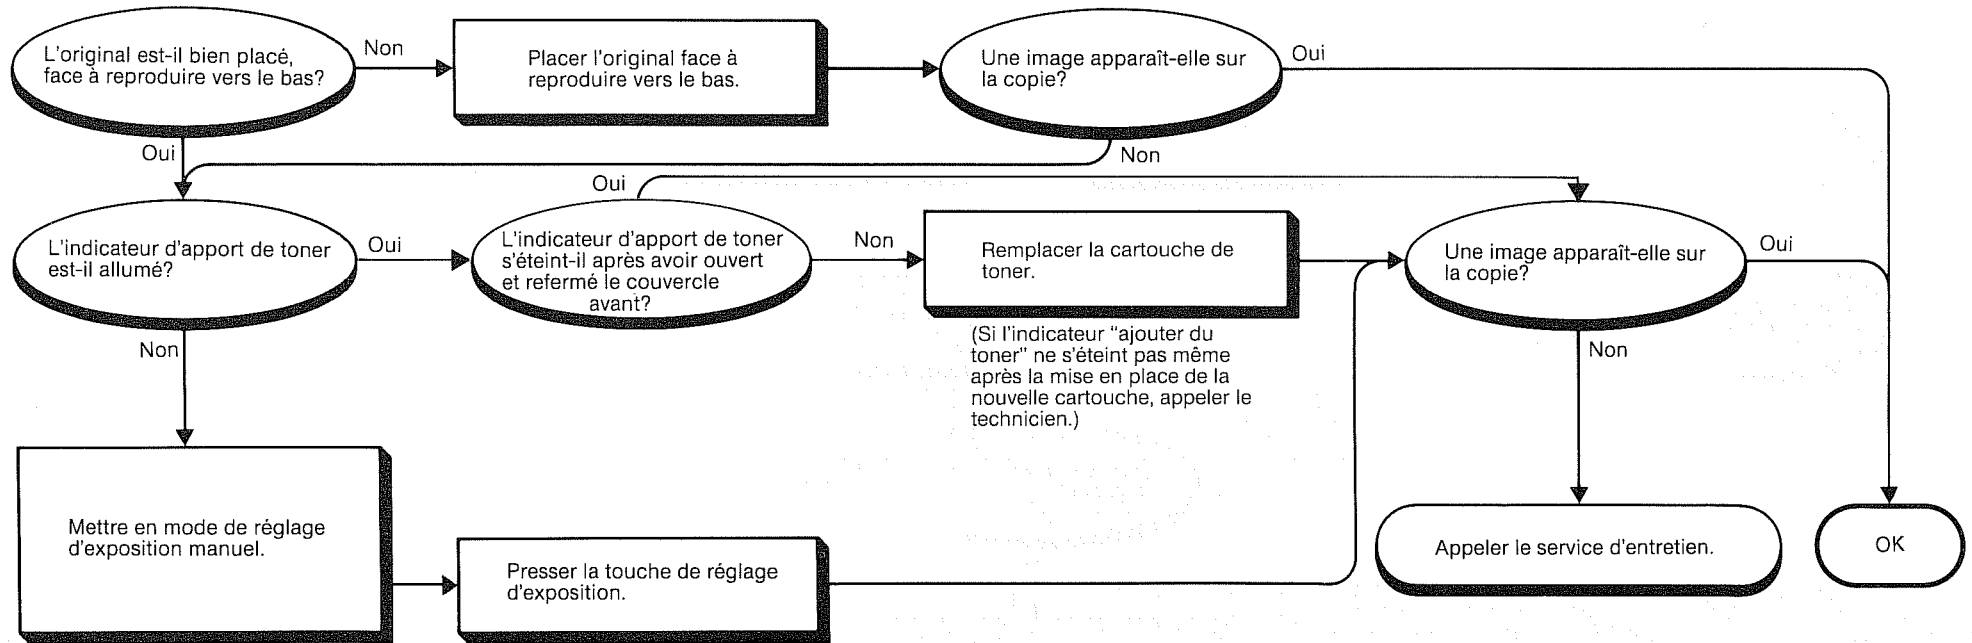 L'original est-il bien placé,
face à reproduire vers le bas?
Non
Placer l'original face à
reproduire vers le bas.
Une image apparaît-elle sur
la copie?
Oui
Oui
Non
L'indicateur d'apport de toner
est-il allumé?
Oui
Oui
L'indicateur d'apport de toner
s'éteint-il après avoir ouvert
et refermé le couvercle
avant?
Non
Remplacer la cartouche de
toner.
(Si l'indicateur "ajouter du
toner" ne s'éteint pas même
après la mise en place de la
nouvelle cartouche, appeler le
technicien.)
Une image apparaît-elle sur
la copie?
Oui
Non
Non
Mettre en mode de réglage
d'exposition manuel.
Presser la touche de réglage
d'exposition.
Appeler le service d'entretien.
OK